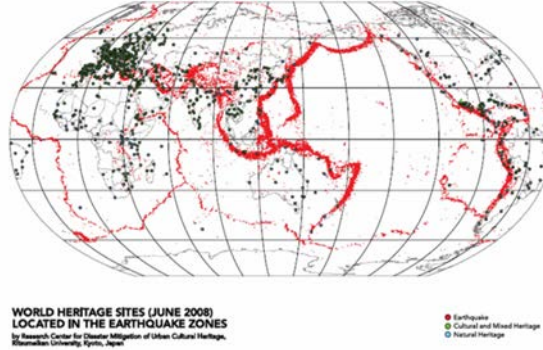 WORLD HERITAGE SITES (JUNE 2008)
LOCATED IN THE EARTHQUAKE ZONES
by Research Center for Disaster Mitigation of Urban Cultural Heritage,
Ritsumeikan University, Kyoto, Japan
Earthquake
Cultural and Mixed Heritage
Natural Heritage